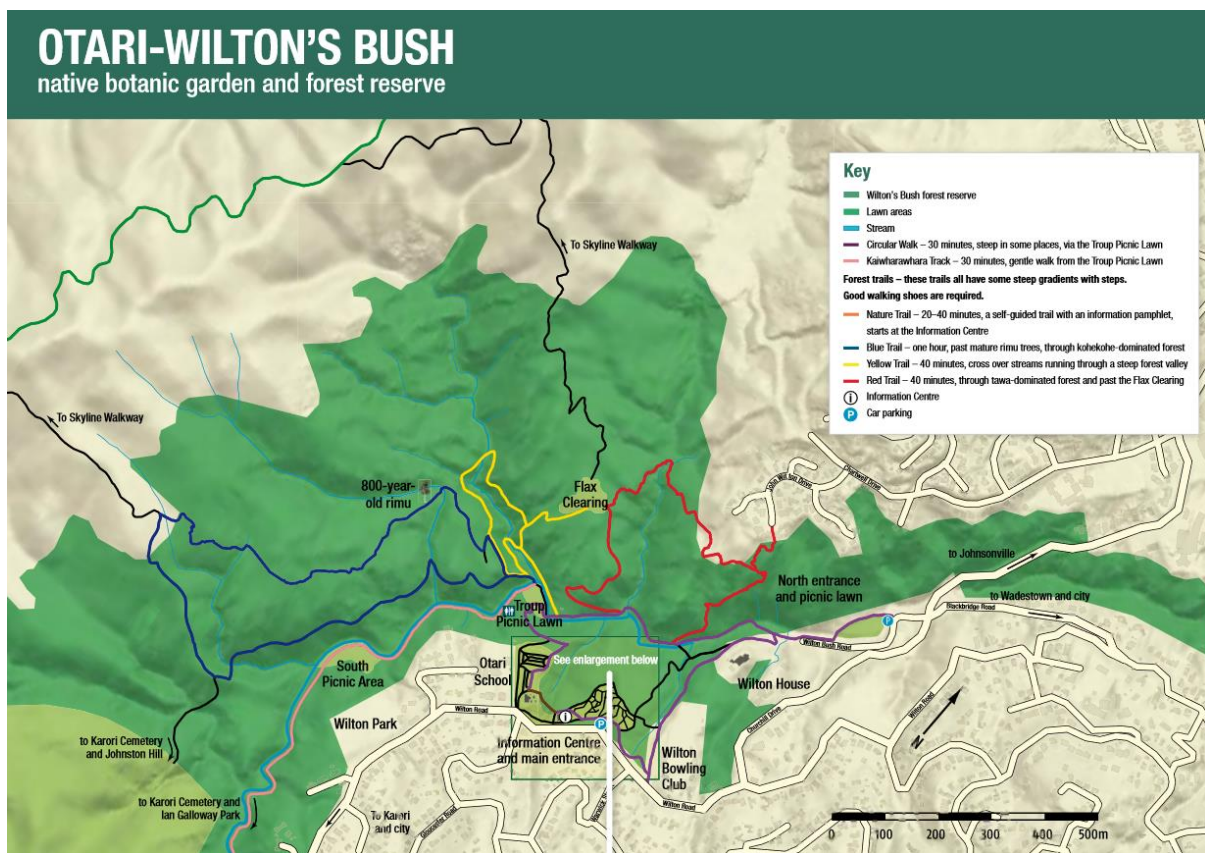 OTARI-WILTON'S BUSH
native botanic garden and forest reserve
Key
Wilton's Bush forest reserve
Lawn areas
Stream
Circular Walk – 30 minutes, steep in some places, via the Troup Picnic Lawn
Kaiwharawhara Track – 30 minutes, gentle walk from the Troup Picnic Lawn
Forest trails – these trails all have some steep gradients with steps.
Good walking shoes are required.
Nature Trail – 20–40 minutes, a self-guided trail with an information pamphlet,
starts at the Information Centre
Blue Trail – one hour, past mature rimu trees, through kohekohe-dominated forest
Yellow Trail – 40 minutes, cross over streams running through a steep forest valley
Red Trail – 40 minutes, through tawa-dominated forest and past the Flax Clearing
i Information Centre
P Car parking
To Skyline Walkway
To Skyline Walkway
800-year-
old rimu
Flax
Clearing
John Wilton Drive
Chartwell Drive
to Johnsonville
North entrance
and picnic lawn
to Wadestown and city
Blackbridge Road
P
Wilton Bush Road
Troup
Picnic Lawn
See enlargement below
Otari
School
South
Picnic Area
Wilton House
Wilton Park
Wilton Road
i
P
Churchill Drive
Wilton Road
N
Information Centre
and main entrance
Wilton
Bowling
Club
to Karori Cemetery
and Johnston Hill
to Karori Cemetery and
Ian Galloway Park
To Karori
and city
Gloucester Road
Warwick Road
Wilton Road
0 100 200 300 400 500m